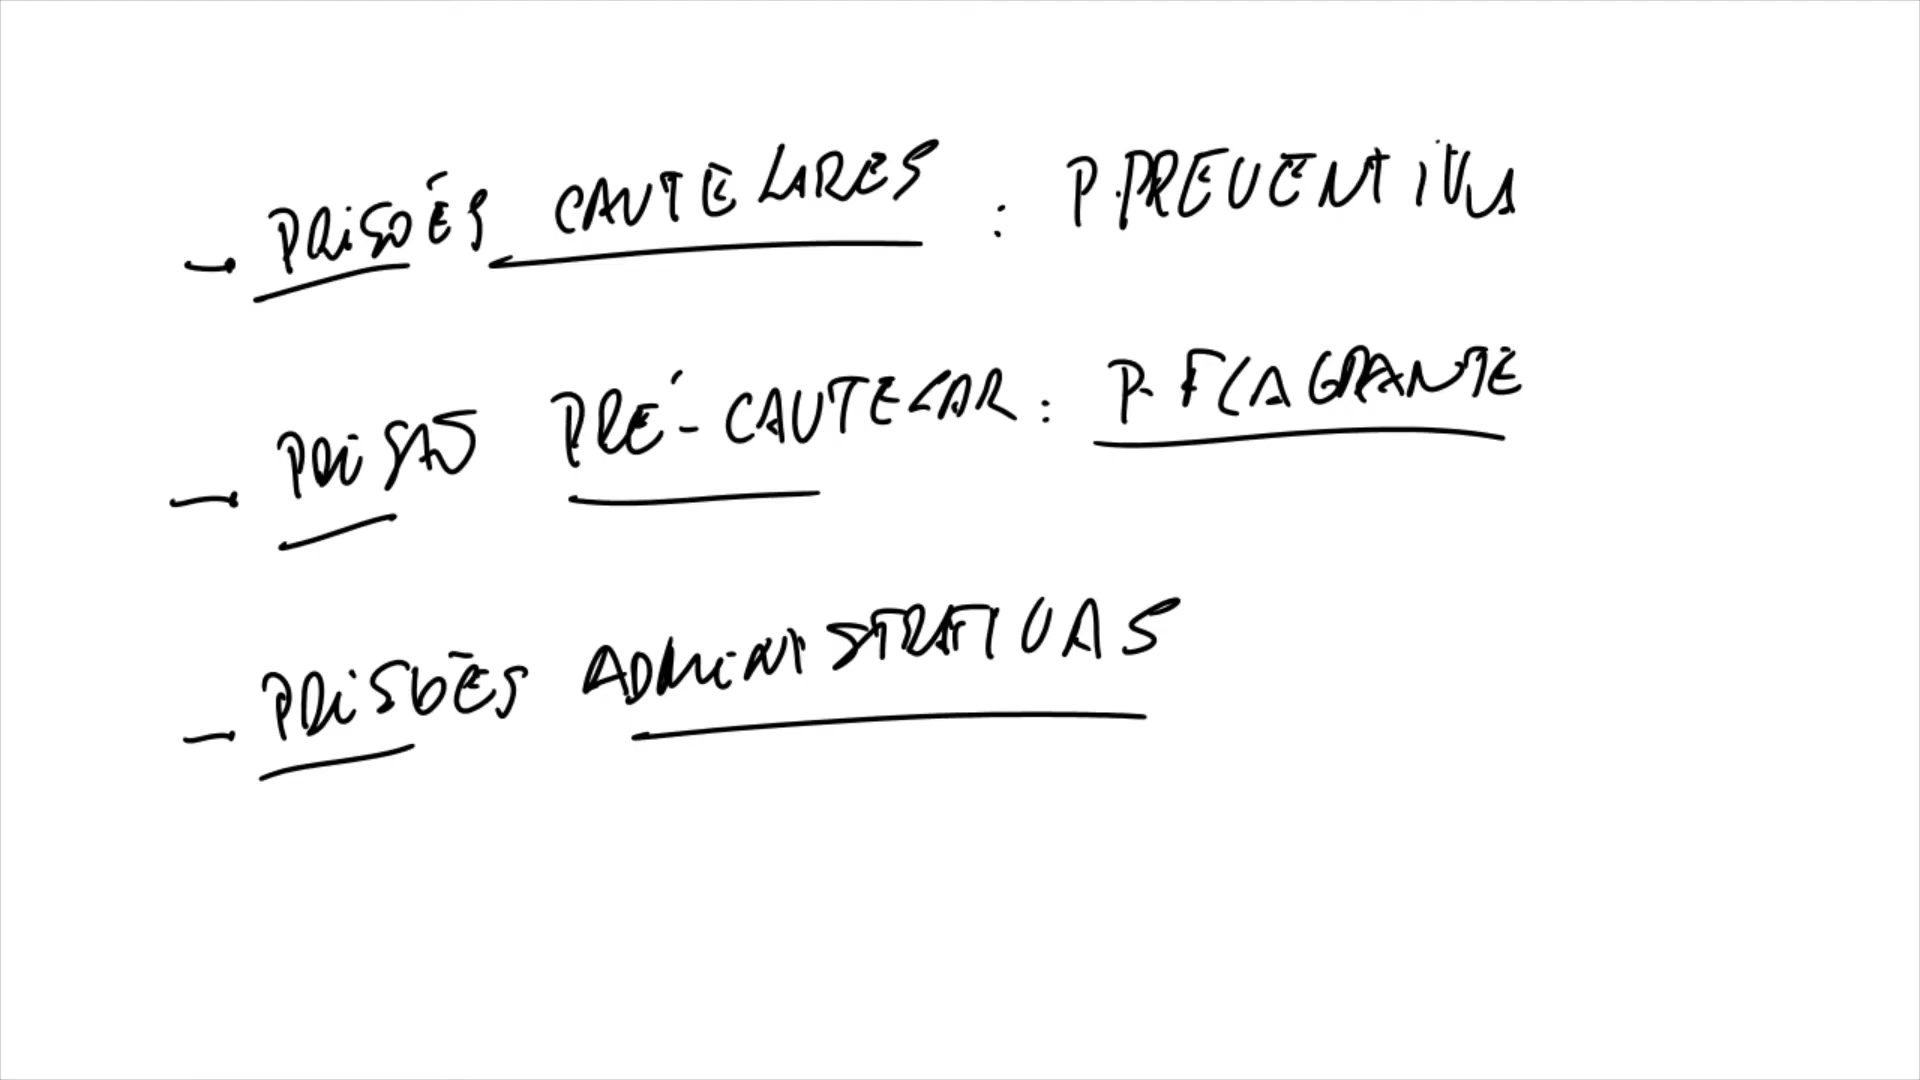 - PRISÕES CAUTELARES : P. PREVENTIVA
- PRISÃO PRÉ-CAUTELAR : P. FLAGRANTE
- PRISÕES ADMINISTRATIVAS